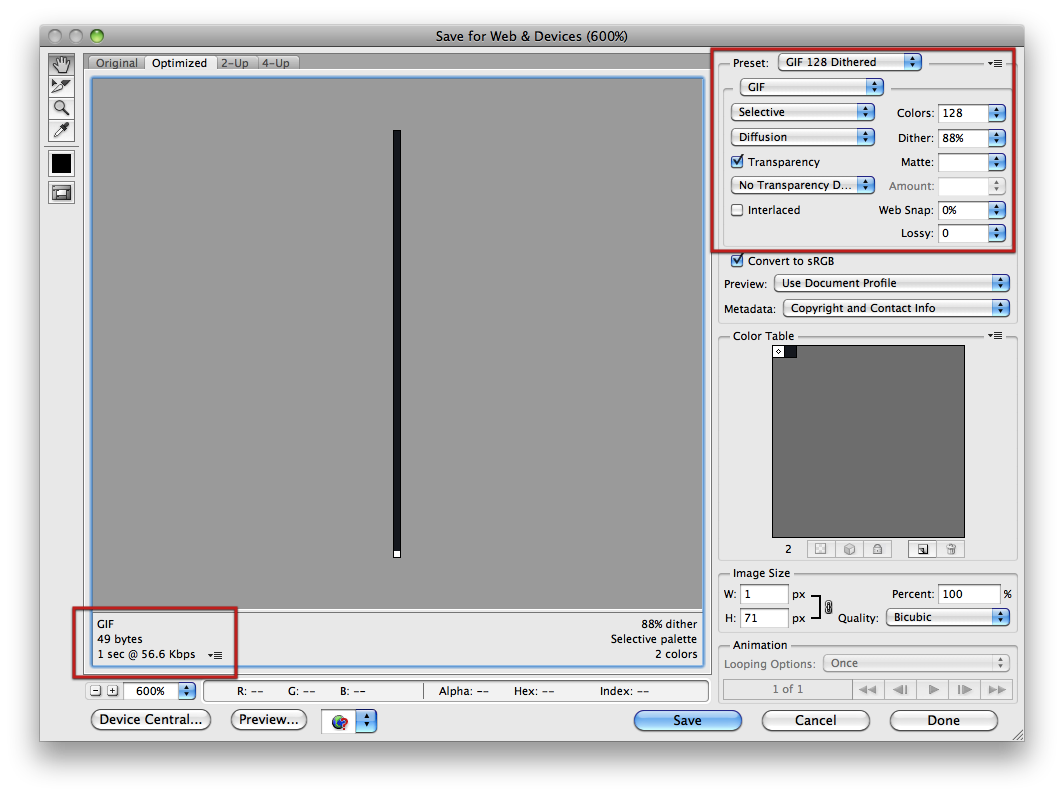 Save for Web & Devices (600%)
Original Optimized 2-Up 4-Up
Preset: GIF 128 Dithered
GIF
Selective Colors: 128
Diffusion Dither: 88%
Transparency Matte:
No Transparency D... Amount:
Interlaced Web Snap: 0%
Lossy: 0
Convert to sRGB
Preview: Use Document Profile
Metadata: Copyright and Contact Info
Color Table
2
Image Size
W: 1 px Percent: 100 %
H: 71 px Quality: Bicubic
Animation
Looping Options: Once
1 of 1
GIF 88% dither
49 bytes Selective palette
1 sec @ 56.6 Kbps 2 colors
600% R: -- G: -- B: -- Alpha: -- Hex: -- Index: --
Device Central... Preview... Save Cancel Done